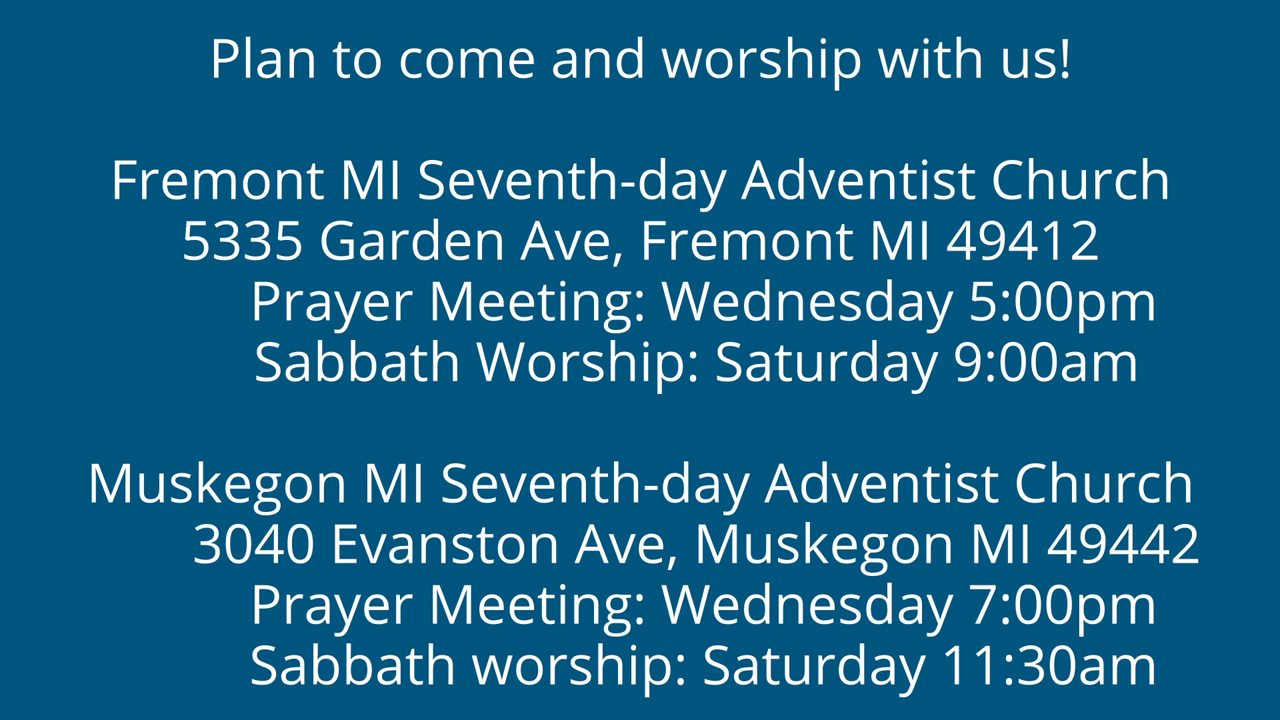 Plan to come and worship with us!
Fremont MI Seventh-day Adventist Church
5335 Garden Ave, Fremont MI 49412
Prayer Meeting: Wednesday 5:00pm
Sabbath Worship: Saturday 9:00am
Muskegon MI Seventh-day Adventist Church
3040 Evanston Ave, Muskegon MI 49442
Prayer Meeting: Wednesday 7:00pm
Sabbath worship: Saturday 11:30am